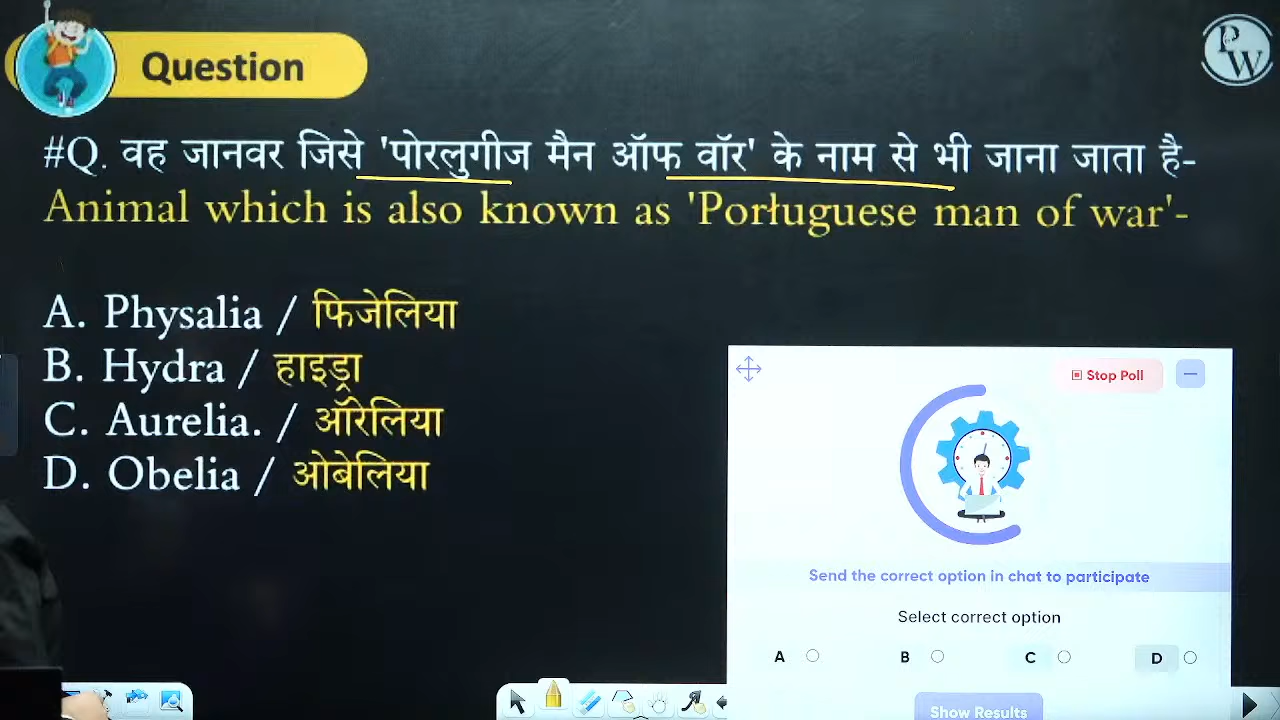 Question
PW
#Q. वह जानवर जिसे 'पोरलुगीज मैन ऑफ वॉर' के नाम से भी जाना जाता है-
Animal which is also known as 'Portuguese man of war'-
A. Physalia / फिजेलिया
B. Hydra / हाइड्रा
C. Aurelia. / ऑरेलिया
D. Obelia / ओबेलिया
Stop Poll
Send the correct option in chat to participate
Select correct option
A B C D
Show Results